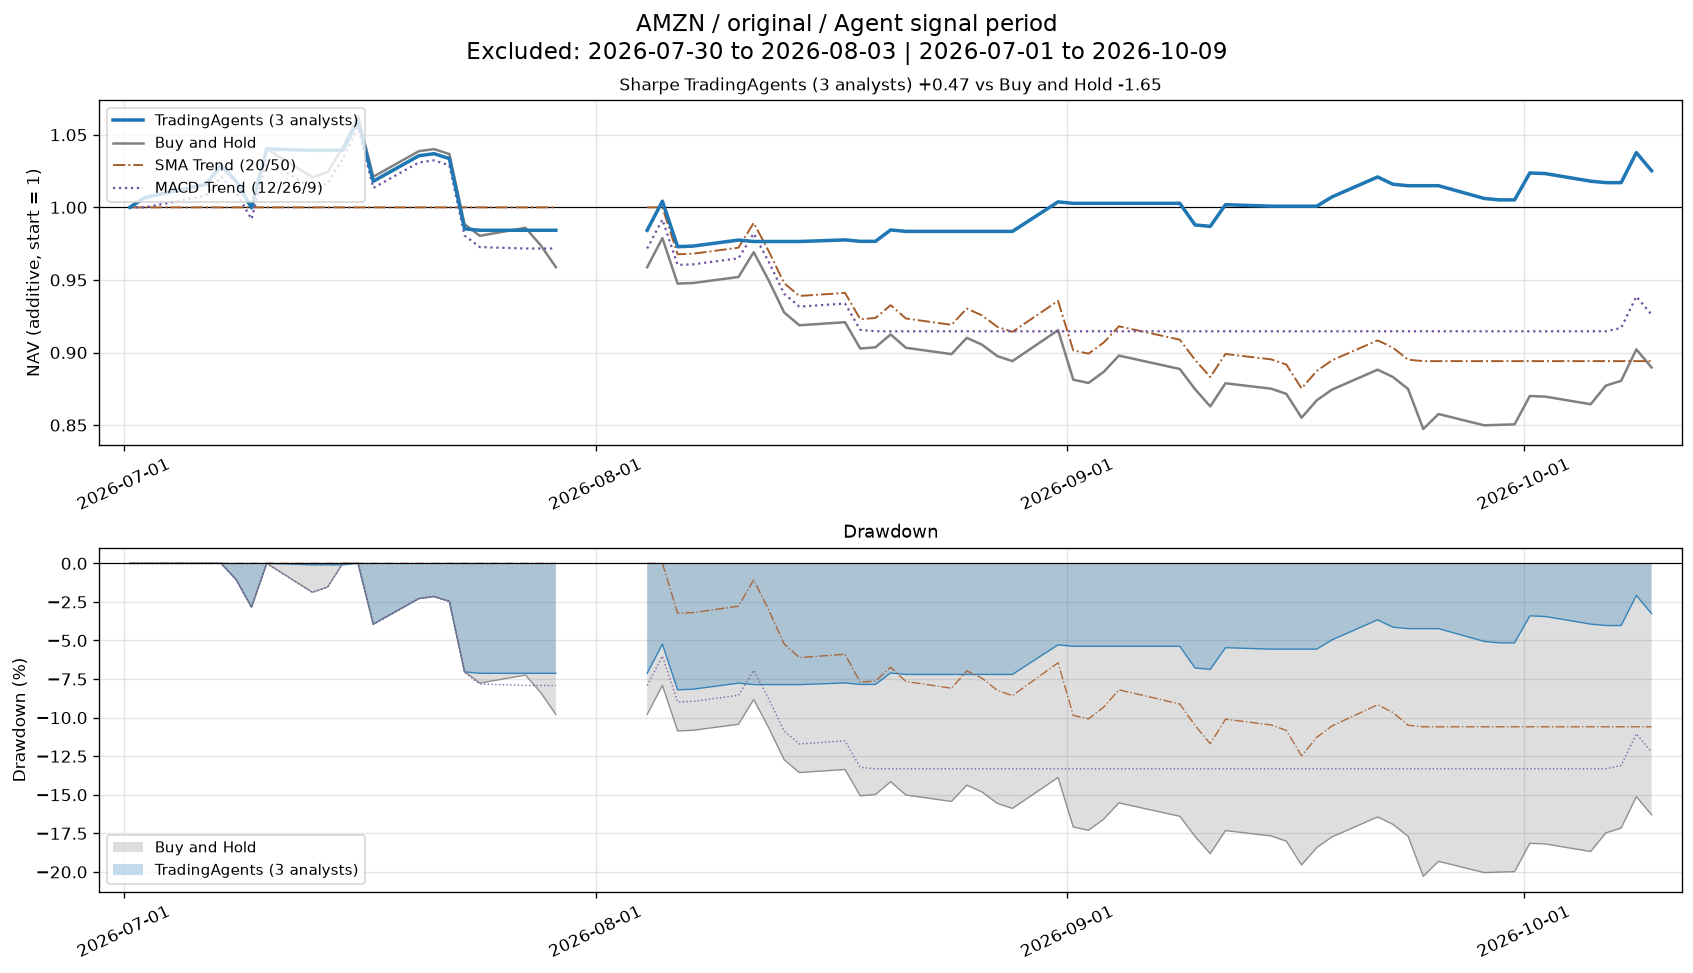 AMZN / original / Agent signal period
Excluded: 2026-07-30 to 2026-08-03 | 2026-07-01 to 2026-10-09
Sharpe TradingAgents (3 analysts) +0.47 vs Buy and Hold -1.65
TradingAgents (3 analysts)
Buy and Hold
SMA Trend (20/50)
MACD Trend (12/26/9)
NAV (additive, start = 1)
1.05
1.00
0.95
0.90
0.85
2026-07-01
2026-08-01
2026-09-01
2026-10-01
Drawdown
Drawdown (%)
0.0
−2.5
−5.0
−7.5
−10.0
−12.5
−15.0
−17.5
−20.0
Buy and Hold
TradingAgents (3 analysts)
2026-07-01
2026-08-01
2026-09-01
2026-10-01